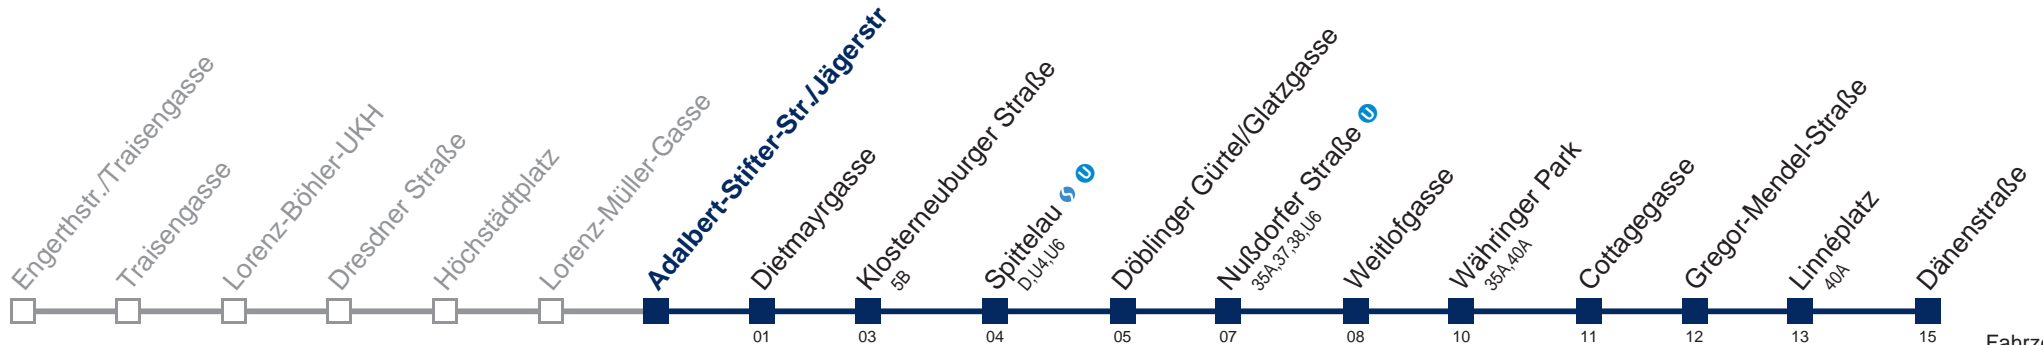 Engerthstr./Traisengasse
Traisengasse
Lorenz-Böhler-UKH
Dresdner Straße
Höchstädtplatz
Lorenz-Müller-Gasse
Adalbert-Stifter-Str./Jägerstr
Dietmayrgasse
Klosterneuburger Straße
5B
Spittelau S U
D,U4,U6
Döblinger Gürtel/Glatzgasse
Nußdorfer Straße U
35A,37,38,U6
Weitlofgasse
Währinger Park
35A,40A
Cottagegasse
Gregor-Mendel-Straße
Linnéplatz
40A
Dänenstraße
01 03 04 05 07 08 10 11 12 13 15
Fahrz